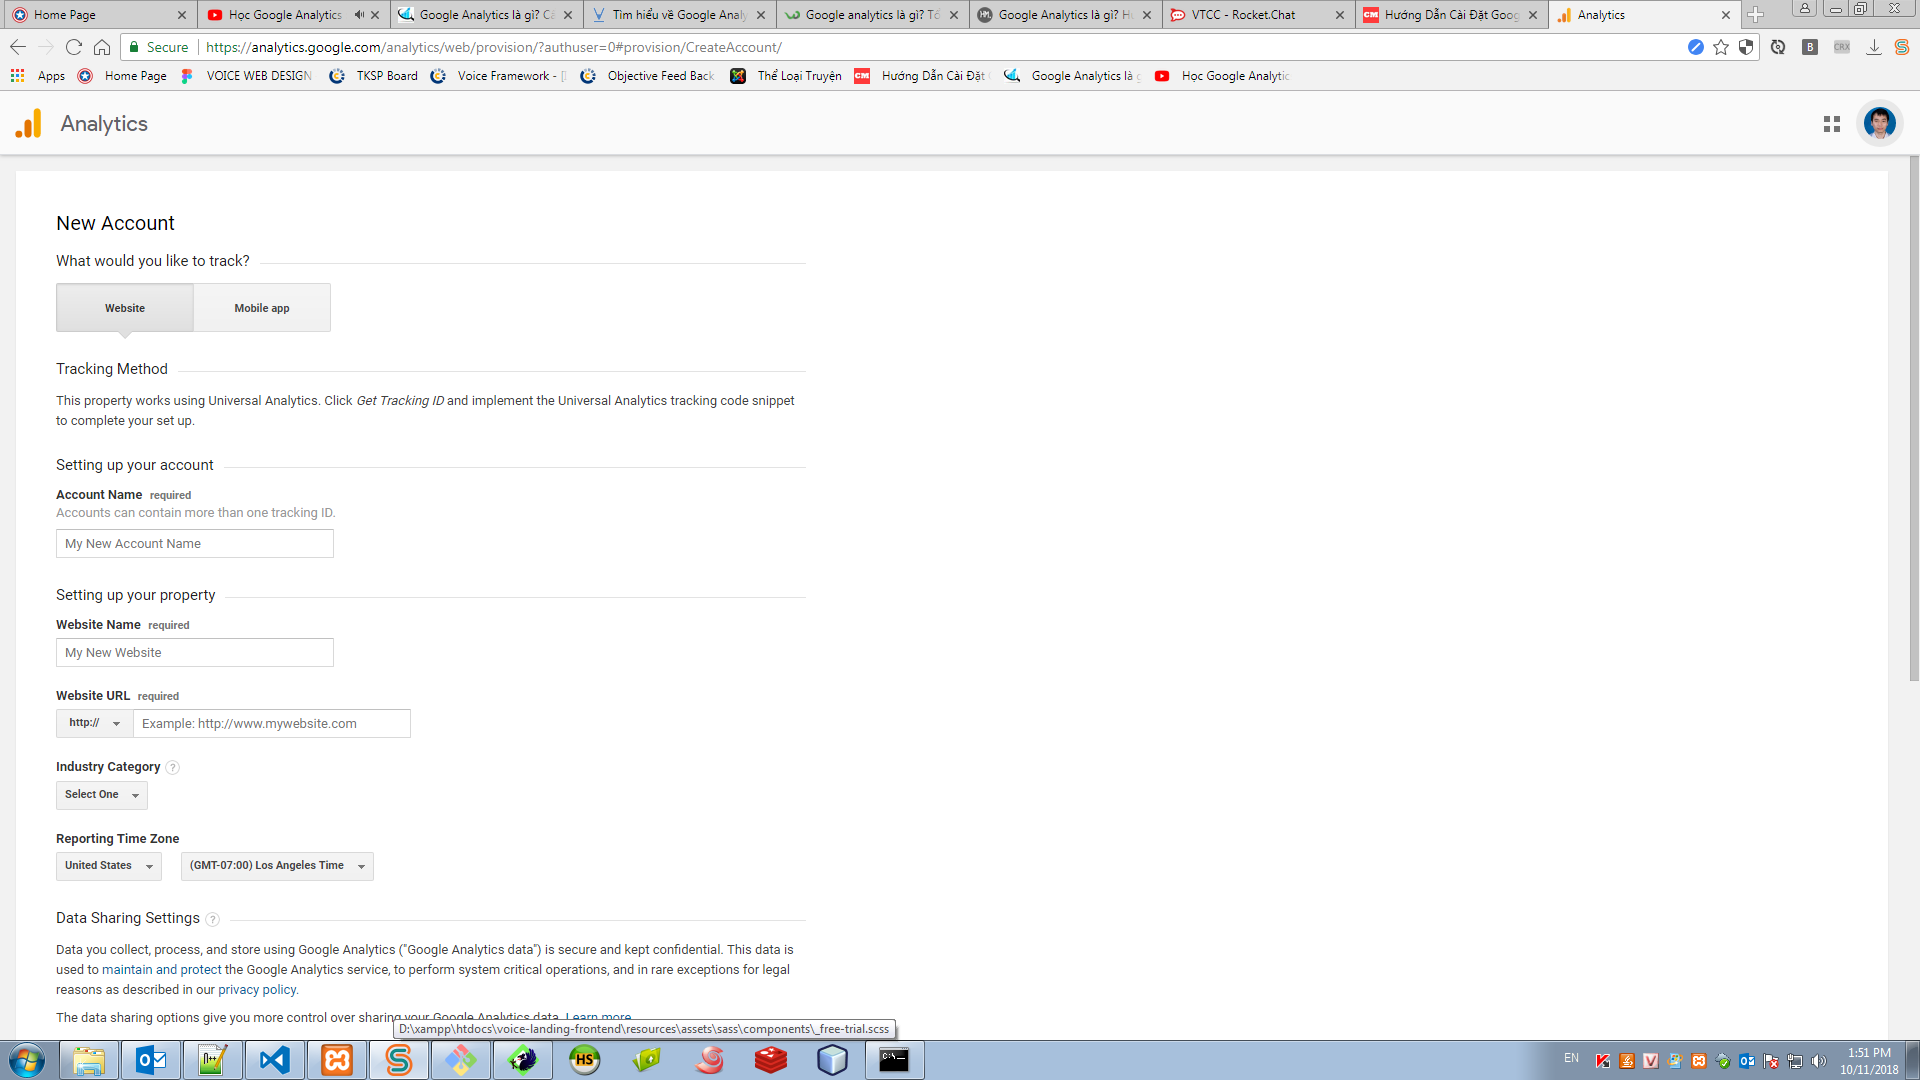 Home Page
Học Google Analytics
Google Analytics là gì? Cá
Tìm hiểu về Google Analy
Google analytics là gì? Tổ
Google Analytics là gì? Hư
VTCC - Rocket.Chat
CM Hướng Dẫn Cài Đặt Goog
Analytics
Secure https://analytics.google.com/analytics/web/provision/?authuser=0#provision/CreateAccount/
B CRX
Apps Home Page VOICE WEB DESIGN TKSP Board Voice Framework - Objective Feed Back Thể Loại Truyện CM Hướng Dẫn Cài Đặt Google Analytics là g Học Google Analytic
Analytics
New Account
What would you like to track?
Website Mobile app
Tracking Method
This property works using Universal Analytics. Click Get Tracking ID and implement the Universal Analytics tracking code snippet
to complete your set up.
Setting up your account
Account Name required
Accounts can contain more than one tracking ID.
My New Account Name
Setting up your property
Website Name required
My New Website
Website URL required
http:// Example: http://www.mywebsite.com
Industry Category ?
Select One
Reporting Time Zone
United States (GMT-07:00) Los Angeles Time
Data Sharing Settings ?
Data you collect, process, and store using Google Analytics ("Google Analytics data") is secure and kept confidential. This data is
used to maintain and protect the Google Analytics service, to perform system critical operations, and in rare exceptions for legal
reasons as described in our privacy policy.
The data sharing options give you more control over sharing your Google Analytics data. Learn more
D:\xampp\htdocs\voice-landing-frontend\resources\assets\sass\components\_free-trial.scss
HS
EN
1:51 PM
10/11/2018